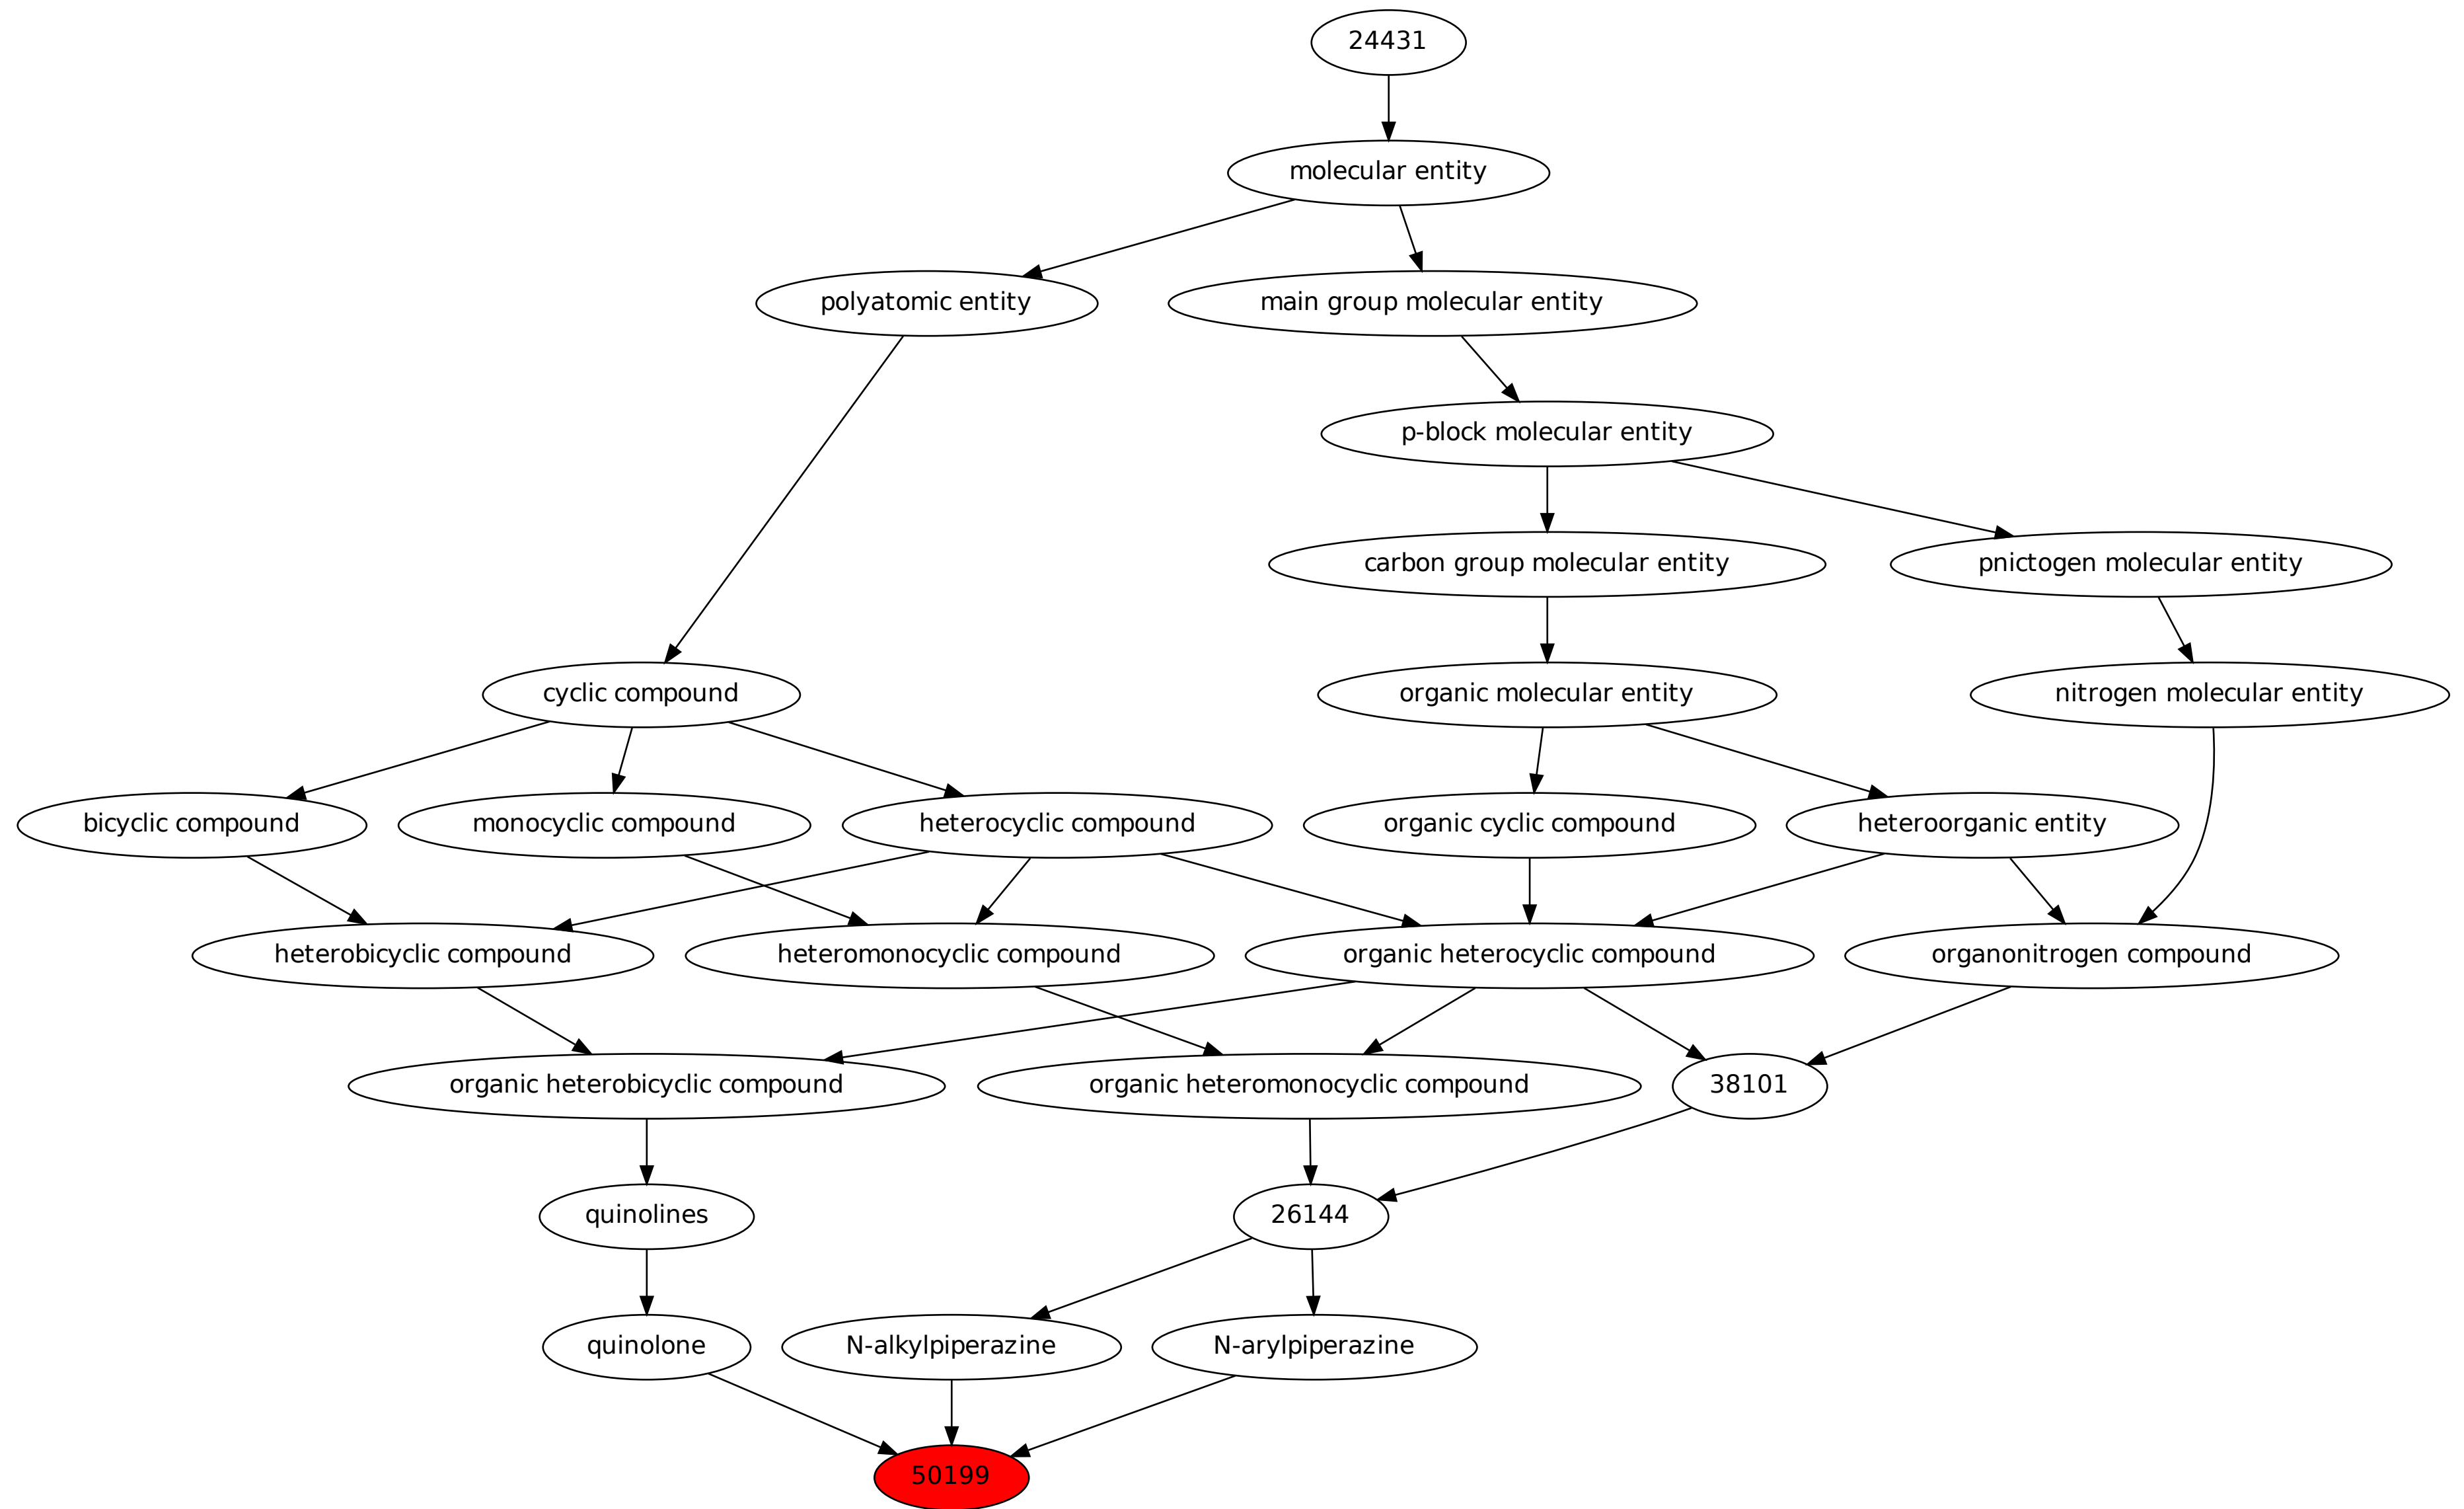 24431
molecular entity
polyatomic entity
main group molecular entity
p-block molecular entity
carbon group molecular entity
pnictogen molecular entity
cyclic compound
organic molecular entity
nitrogen molecular entity
bicyclic compound
monocyclic compound
heterocyclic compound
organic cyclic compound
heteroorganic entity
heterobicyclic compound
heteromonocyclic compound
organic heterocyclic compound
organonitrogen compound
organic heterobicyclic compound
organic heteromonocyclic compound
38101
quinolines
26144
quinolone
N-alkylpiperazine
N-arylpiperazine
50199